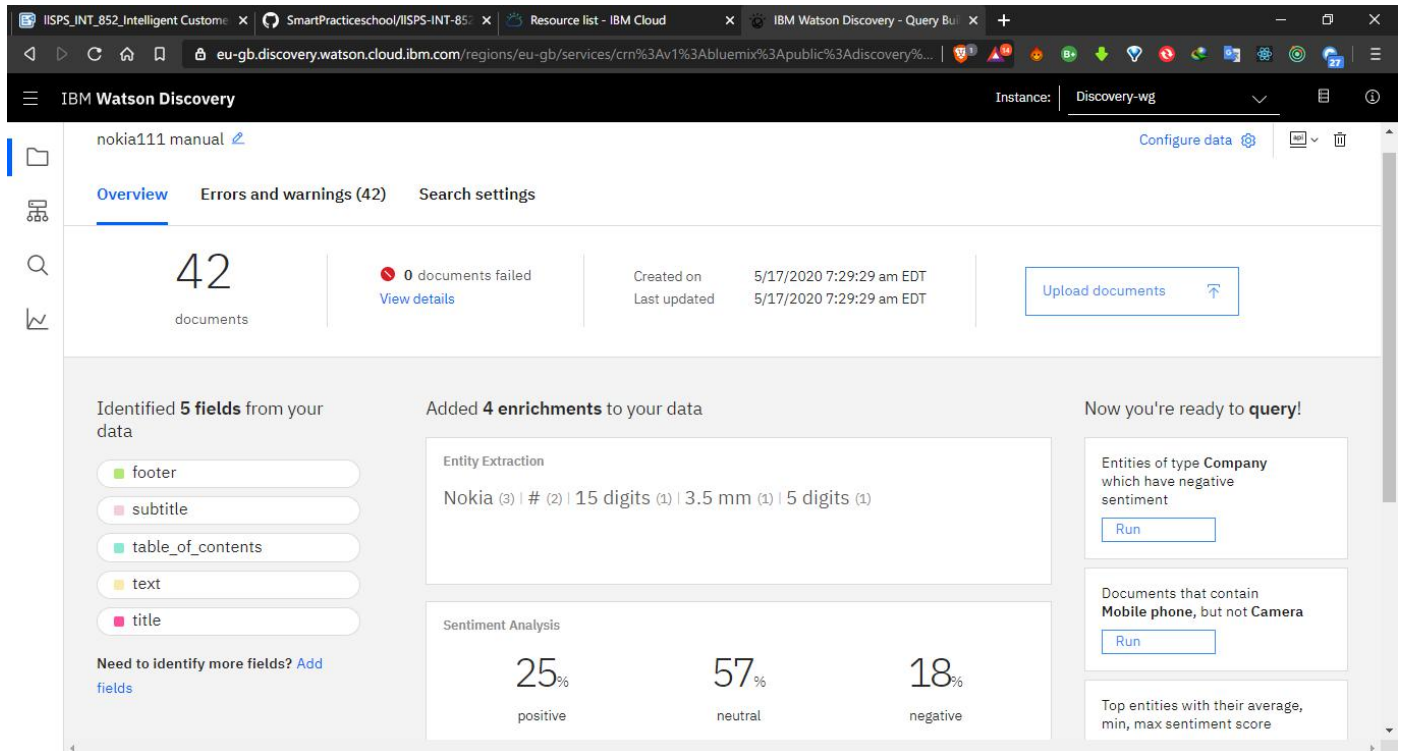 IISPS_INT_852_Intelligent Custome
SmartPracticeschool/IISPS-INT-852
Resource list - IBM Cloud
IBM Watson Discovery - Query Bui
eu-gb.discovery.watson.cloud.ibm.com/regions/eu-gb/services/crn%3Av1%3Abluemix%3Apublic%3Adiscovery%...
IBM Watson Discovery
Instance: Discovery-wg
nokia111 manual
Configure data
api
Overview Errors and warnings (42) Search settings
42
documents
0 documents failed
View details
Created on 5/17/2020 7:29:29 am EDT
Last updated 5/17/2020 7:29:29 am EDT
Upload documents
Identified 5 fields from your
data
footer
subtitle
table_of_contents
text
title
Need to identify more fields? Add
fields
Added 4 enrichments to your data
Entity Extraction
Nokia (3) | # (2) | 15 digits (1) | 3.5 mm (1) | 5 digits (1)
Sentiment Analysis
25% 57% 18%
positive neutral negative
Now you're ready to query!
Entities of type Company
which have negative
sentiment
Run
Documents that contain
Mobile phone, but not Camera
Run
Top entities with their average,
min, max sentiment score